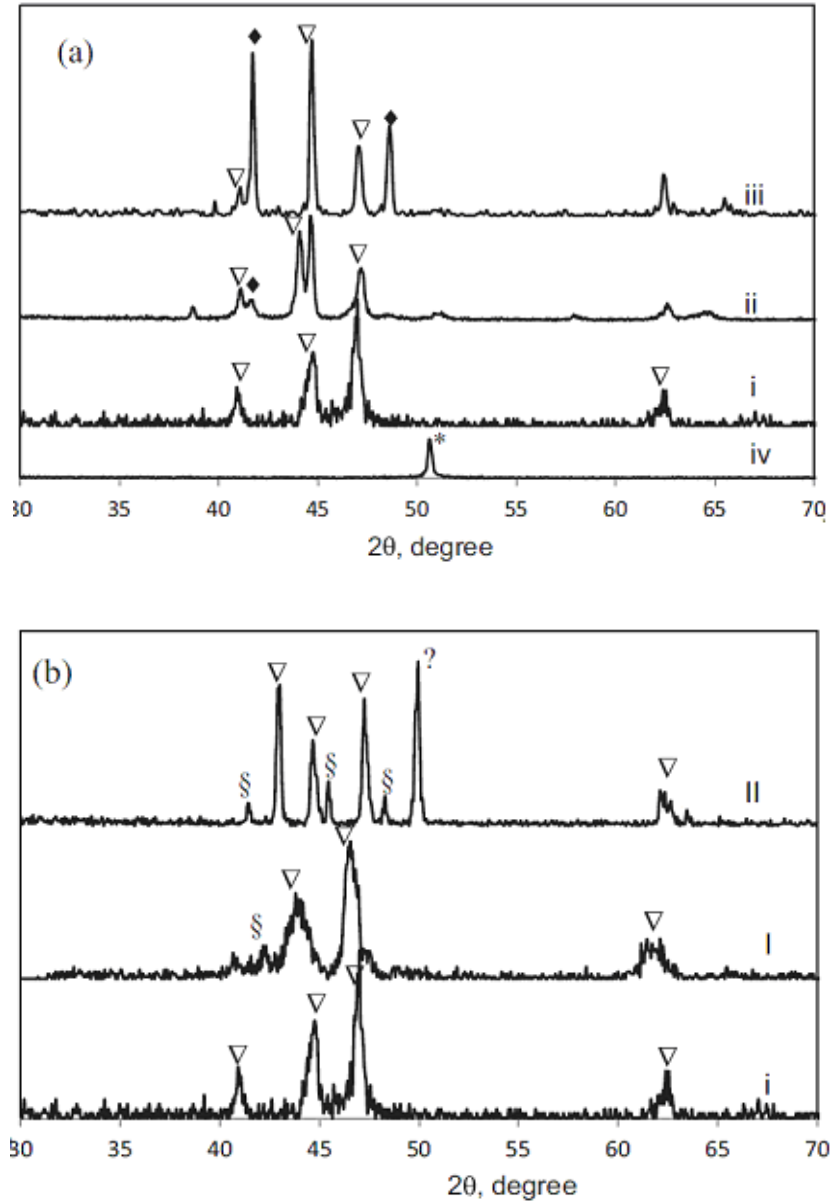 (a)
◆ ▽
▽ ▽ ◆
iii
▽ ▽
▽ ◆
ii
▽ ▽ ▽
i
*
iv
30 35 40 45 50 55 60 65 70
2θ, degree
(b)
▽ ▽ ?
▽
§ § § ▽
II
▽
▽
§ ▽
I
▽
▽ ▽ ▽
i
30 35 40 45 50 55 60 65 70
2θ, degree